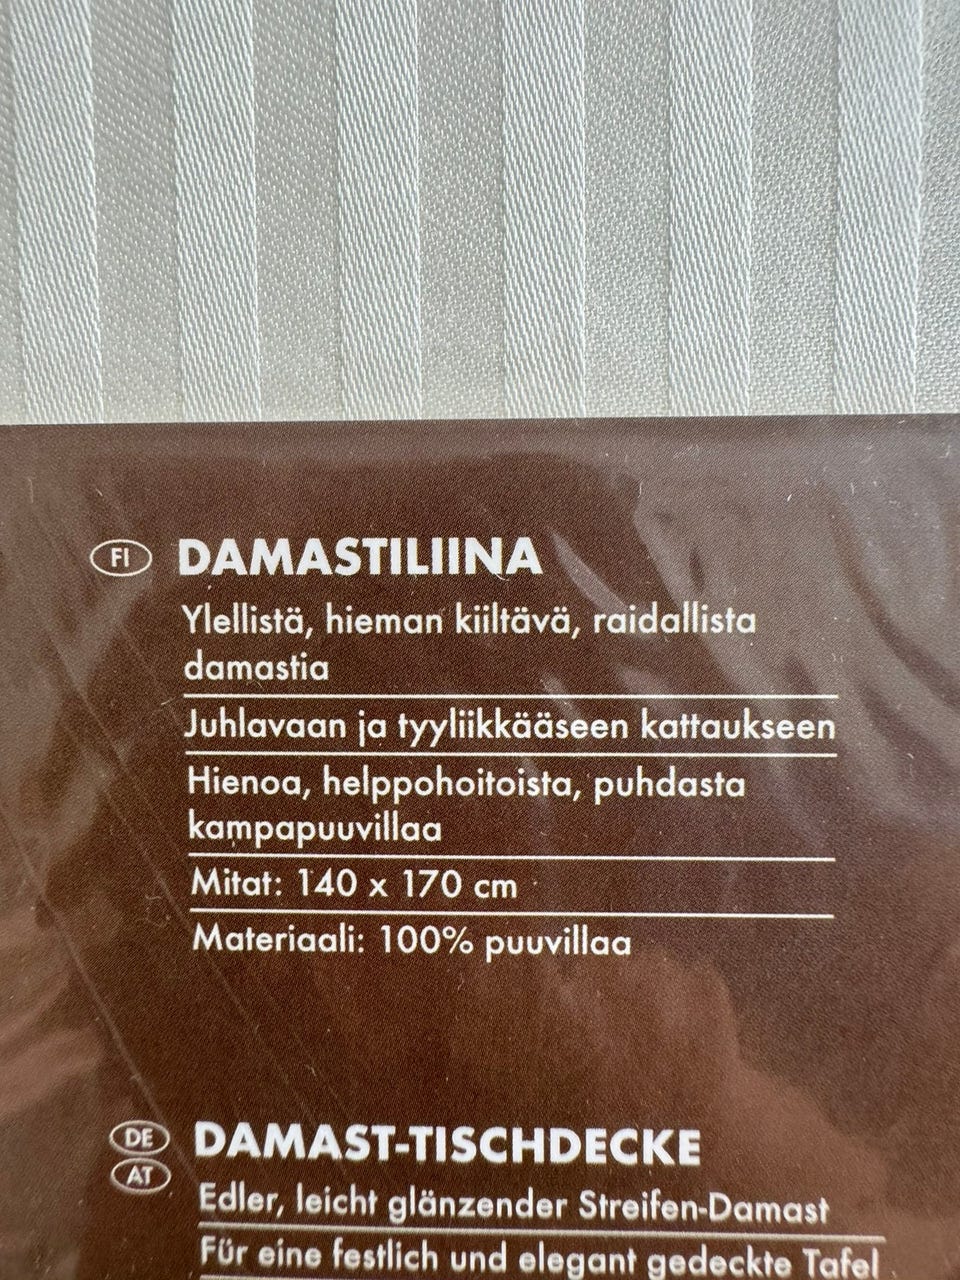 FI DAMASTILIINA
Ylellistä, hieman kiiltävä, raidallista
damastia
Juhlavaan ja tyyliikkääseen kattaukseen
Hienoa, helppohoitoista, puhdasta
kampapuuvillaa
Mitat: 140 x 170 cm
Materiaali: 100% puuvillaa
DE DAMAST-TISCHDECKE
AT
Edler, leicht glänzender Streifen-Damast
Für eine festlich und elegant gedeckte Tafel